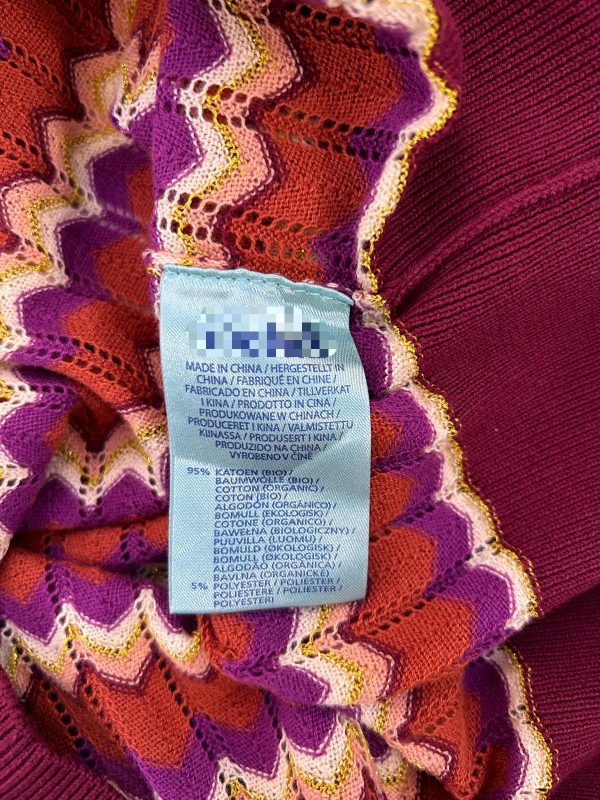 MADE IN CHINA / HERGESTELLT IN
CHINA / FABRIQUÉ EN CHINE /
FABRICADO EN CHINA / TILLVERKAT
I KINA / PRODOTTO IN CINA /
PRODUKOWANE W CHINACH /
PRODUCERET I KINA / VALMISTETTU
KIINASSA / PRODUSERT I KINA /
PRODUZIDO NA CHINA /
VYROBENO V ČÍNĚ
95% KATOEN (BIO) /
BAUMWOLLE (BIO) /
COTTON (ORGANIC) /
COTON (BIO) /
ALGODÓN (ORGÁNICO) /
BOMULL (EKOLOGISK) /
COTONE (ORGANICO) /
BAWEŁNA (BIOLOGICZNY) /
PUUVILLA (LUOMU) /
BOMULD (ØKOLOGISK) /
BOMULL (ØKOLOGISK) /
ALGODÃO (ORGÂNICO) /
BAVLNA (ORGANICKÉ) /
5% POLYESTER / POLIESTER /
POLIESTERE / POLIÉSTER /
POLYESTERI